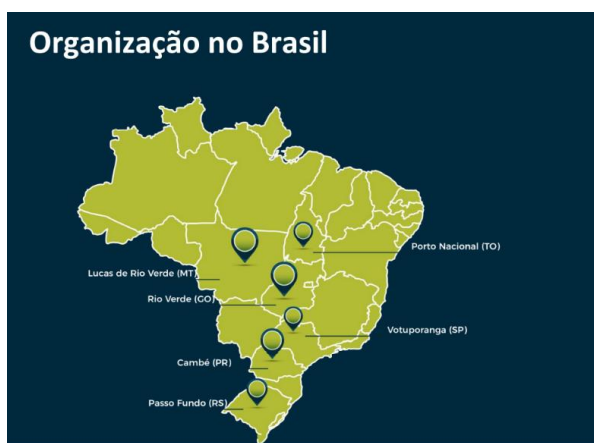 Organização no Brasil
Porto Nacional (TO)
Lucas de Rio Verde (MT)
Rio Verde (GO)
Votuporanga (SP)
Cambé (PR)
Passo Fundo (RS)